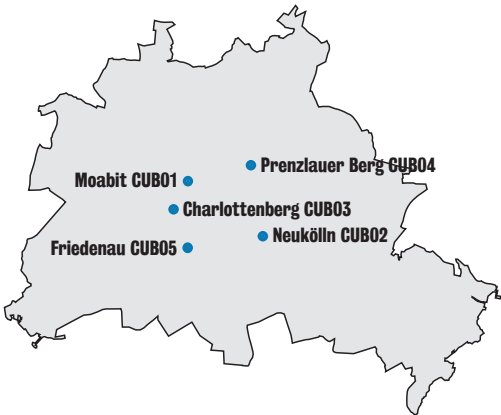 Prenzlauer Berg CUB04
Moabit CUB01
Charlottenberg CUB03
Neukölln CUB02
Friedenau CUB05